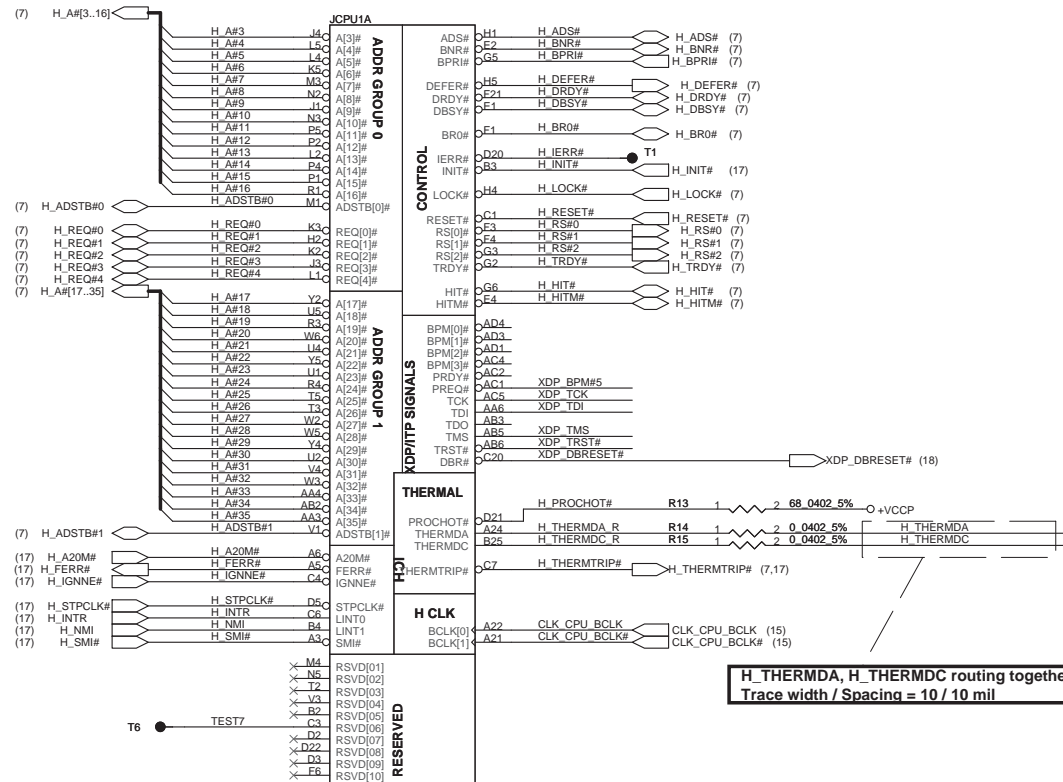 JCPU1A
(7) H_A#[3..16]
H_A#3 J4 A[3]#
H_A#4 L5 A[4]#
H_A#5 L4 A[5]#
H_A#6 K5 A[6]#
H_A#7 M3 A[7]#
H_A#8 N2 A[8]#
H_A#9 J1 A[9]#
H_A#10 N3 A[10]#
H_A#11 P5 A[11]#
H_A#12 P2 A[12]#
H_A#13 L2 A[13]#
H_A#14 P4 A[14]#
H_A#15 P1 A[15]#
H_A#16 R1 A[16]#
(7) H_ADSTB#0 H_ADSTB#0 M1 ADSTB[0]#
(7) H_REQ#0 H_REQ#0 K3 REQ[0]#
(7) H_REQ#1 H_REQ#1 H2 REQ[1]#
(7) H_REQ#2 H_REQ#2 K2 REQ[2]#
(7) H_REQ#3 H_REQ#3 J3 REQ[3]#
(7) H_REQ#4 H_REQ#4 L1 REQ[4]#
ADDR GROUP 0
(7) H_A#[17..35]
H_A#17 Y2 A[17]#
H_A#18 U5 A[18]#
H_A#19 R3 A[19]#
H_A#20 W6 A[20]#
H_A#21 U4 A[21]#
H_A#22 Y5 A[22]#
H_A#23 U1 A[23]#
H_A#24 R4 A[24]#
H_A#25 T5 A[25]#
H_A#26 T3 A[26]#
H_A#27 W2 A[27]#
H_A#28 W5 A[28]#
H_A#29 Y4 A[29]#
H_A#30 U2 A[30]#
H_A#31 V4 A[31]#
H_A#32 W3 A[32]#
H_A#33 AA4 A[33]#
H_A#34 AB2 A[34]#
H_A#35 AA3 A[35]#
(7) H_ADSTB#1 H_ADSTB#1 V1 ADSTB[1]#
ADDR GROUP 1
(17) H_A20M# H_A20M# A6 A20M#
(17) H_FERR# H_FERR# A5 FERR#
(17) H_IGNNE# H_IGNNE# C4 IGNNE#
(17) H_STPCLK# H_STPCLK# D5 STPCLK#
(17) H_INTR H_INTR C6 LINT0
(17) H_NMI H_NMI B4 LINT1
(17) H_SMI# H_SMI# A3 SMI#
ICH
M4 RSVD[01]
N5 RSVD[02]
T2 RSVD[03]
V3 RSVD[04]
B2 RSVD[05]
T6 TEST7 C3 RSVD[06]
D2 RSVD[07]
D22 RSVD[08]
D3 RSVD[09]
F6 RSVD[10]
RESERVED
CONTROL
ADS# H1 H_ADS# H_ADS# (7)
BNR# E2 H_BNR# H_BNR# (7)
BPRI# G5 H_BPRI# H_BPRI# (7)
DEFER# H5 H_DEFER# H_DEFER# (7)
DRDY# F21 H_DRDY# H_DRDY# (7)
DBSY# E1 H_DBSY# H_DBSY# (7)
BR0# F1 H_BR0# H_BR0# (7)
IERR# D20 H_IERR# T1
INIT# B3 H_INIT# H_INIT# (17)
LOCK# H4 H_LOCK# H_LOCK# (7)
RESET# C1 H_RESET# H_RESET# (7)
RS[0]# F3 H_RS#0 H_RS#0 (7)
RS[1]# F4 H_RS#1 H_RS#1 (7)
RS[2]# G3 H_RS#2 H_RS#2 (7)
TRDY# G2 H_TRDY# H_TRDY# (7)
HIT# G6 H_HIT# H_HIT# (7)
HITM# E4 H_HITM# H_HITM# (7)
XDP/ITP SIGNALS
BPM[0]# AD4
BPM[1]# AD3
BPM[2]# AD1
BPM[3]# AC4
PRDY# AC2
PREQ# AC1 XDP_BPM#5
TCK AC5 XDP_TCK
TDI AA6 XDP_TDI
TDO AB3
TMS AB5 XDP_TMS
TRST# AB6 XDP_TRST#
DBR# C20 XDP_DBRESET# XDP_DBRESET# (18)
THERMAL
PROCHOT# D21 H_PROCHOT# R13 1 2 68_0402_5% +VCCP
THERMDA A24 H_THERMDA_R R14 1 2 0_0402_5% H_THERMDA
THERMDC B25 H_THERMDC_R R15 1 2 0_0402_5% H_THERMDC
HERMTRIP# C7 H_THERMTRIP# H_THERMTRIP# (7,17)
H CLK
BCLK[0] A22 CLK_CPU_BCLK CLK_CPU_BCLK (15)
BCLK[1] A21 CLK_CPU_BCLK# CLK_CPU_BCLK# (15)
H_THERMDA, H_THERMDC routing togethe
Trace width / Spacing = 10 / 10 mil